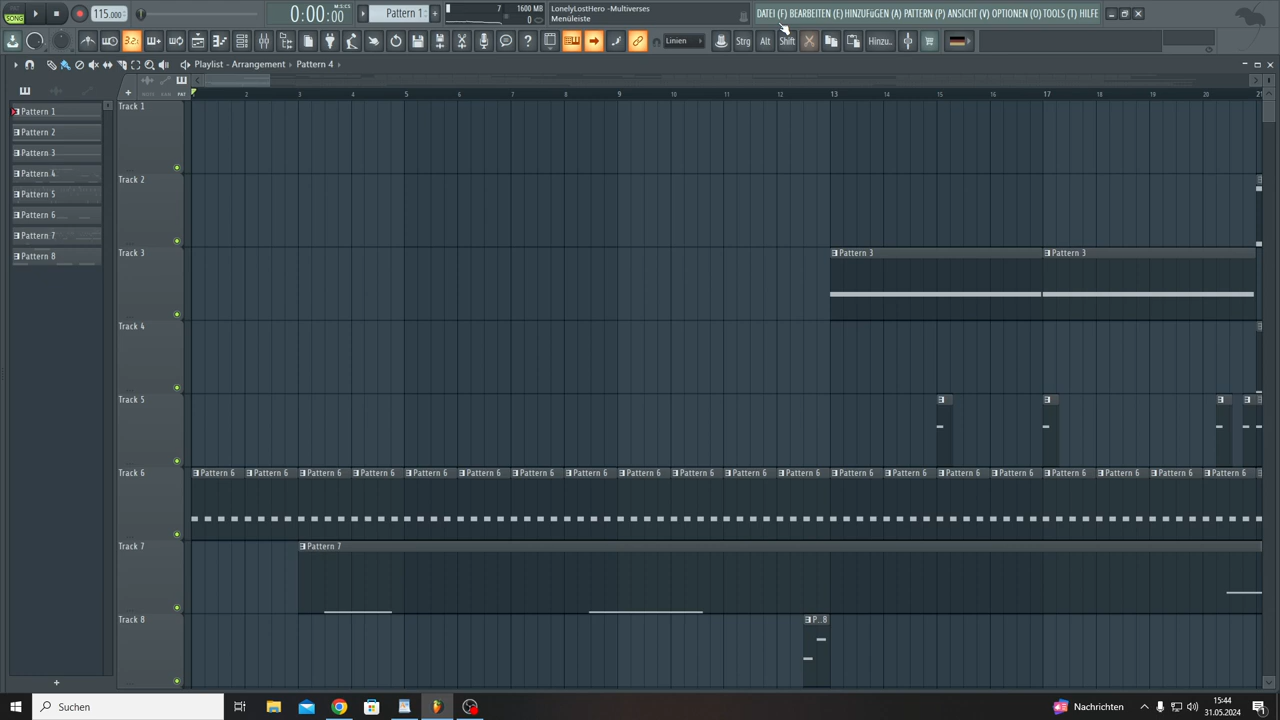 PAT
SONG
115.000
0:00:00
M:S:CS
Pattern 1
7
1600 MB
0
LonelyLostHero -Multiverses
Menüleiste
DATEI (F) BEARBEITEN (E) HINZUFüGEN (A) PATTERN (P) ANSICHT (V) OPTIONEN (O) TOOLS (T) HILFE
Linien
Strg
Alt
Shift
Hinzu..
Playlist - Arrangement
Pattern 4
NOTE
PAT
2 3 4 5 6 7 8 9 10 11 12 13 14 15 16 17 18 19 20 21
Pattern 1
Pattern 2
Pattern 3
Pattern 4
Pattern 5
Pattern 6
Pattern 7
Pattern 8
Track 1
Track 2
Track 3
Pattern 3 Pattern 3
Track 4
Track 5
Track 6
Pattern 6 Pattern 6 Pattern 6 Pattern 6 Pattern 6 Pattern 6 Pattern 6 Pattern 6 Pattern 6 Pattern 6 Pattern 6 Pattern 6 Pattern 6 Pattern 6 Pattern 6 Pattern 6 Pattern 6 Pattern 6 Pattern 6 Pattern 6
Track 7
Pattern 7
Track 8
P..8
Suchen
Nachrichten
15:44
31.05.2024